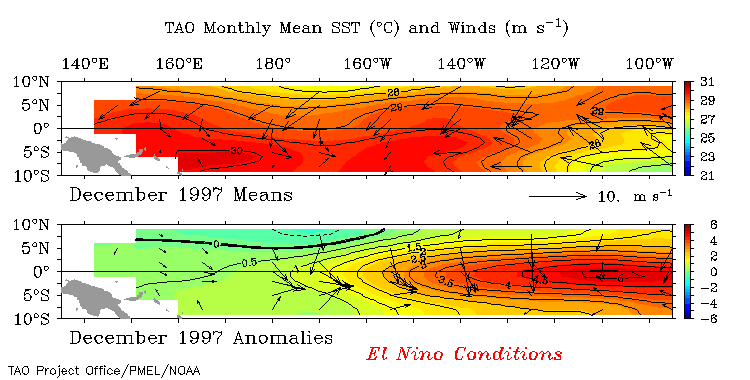 TAO Monthly Mean SST (°C) and Winds (m s⁻¹)
140°E 160°E 180° 160°W 140°W 120°W 100°W
10°N
5°N
0°
5°S
10°S
28
29
29
28
30
31
29
27
25
23
21
December 1997 Means
10. m s⁻¹
10°N
5°N
0°
5°S
10°S
0
0.5
1.5
2.5
3.5
4
4.5
6
4
2
0
−2
−4
−6
December 1997 Anomalies
El Nino Conditions
TAO Project Office/PMEL/NOAA